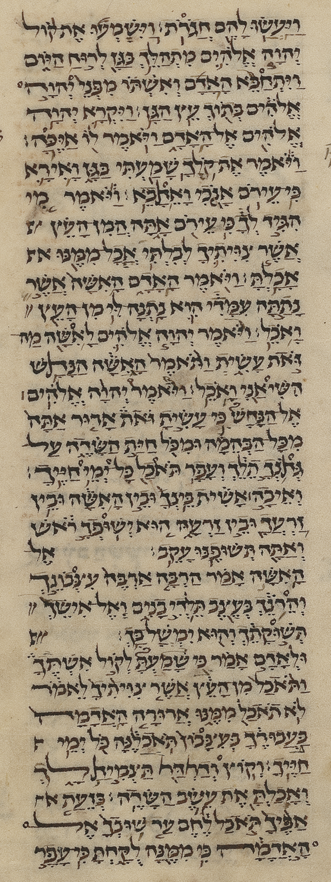 ויעשו להם חגרת׃ וישמעו את קול
יהוה אלהים מתהלך בגן לרוח היום
ויתחבא האדם ואשתו מפני יהוה
אלהים בתוך עץ הגן׃ ויקרא יהוה
אלהים אל האדם ויאמר לו איכה׃
ויאמר את קלך שמעתי בגן ואירא
כי עירם אנכי ואחבא׃ ויאמר מי
הגיד לך כי עירם אתה המן העץ
אשר צויתיך לבלתי אכל ממנו
אכלת׃ ויאמר האדם האשה אשר
נתתה עמדי הוא נתנה לי מן העץ
ואכל׃ ויאמר יהוה אלהים לאשה מה
זאת עשית ותאמר האשה הנחש
השיאני ואכל׃ ויאמר יהוה אלהים׃
אל הנחש כי עשית זאת ארור אתה
מכל הבהמה ומכל חית השדה על
גחנך תלך ועפר תאכל כל ימי חייך׃
ואיבה אשית בינך ובין האשה ובין
זרעך ובין זרעה הוא ישופך ראש
ואתה תשופנו עקב׃ אל
האשה אמר הרבה ארבה עצבונך
והרנך בעצב תלדי בנים ואל אישך
תשוקתך והוא ימשל בך׃
ולאדם אמר כי שמעת לקול אשתך
ותאכל מן העץ אשר צויתיך לאמר
לא תאכל ממנו ארורה האדמה
בעבורך בעצבון תאכלנה כל ימי
חייך׃ וקוץ ודרדר תצמיח לך
ואכלת את עשב השדה׃ בזעת
אפיך תאכל לחם עד שובך אל
האדמה כי ממנה לקחת כי עפר